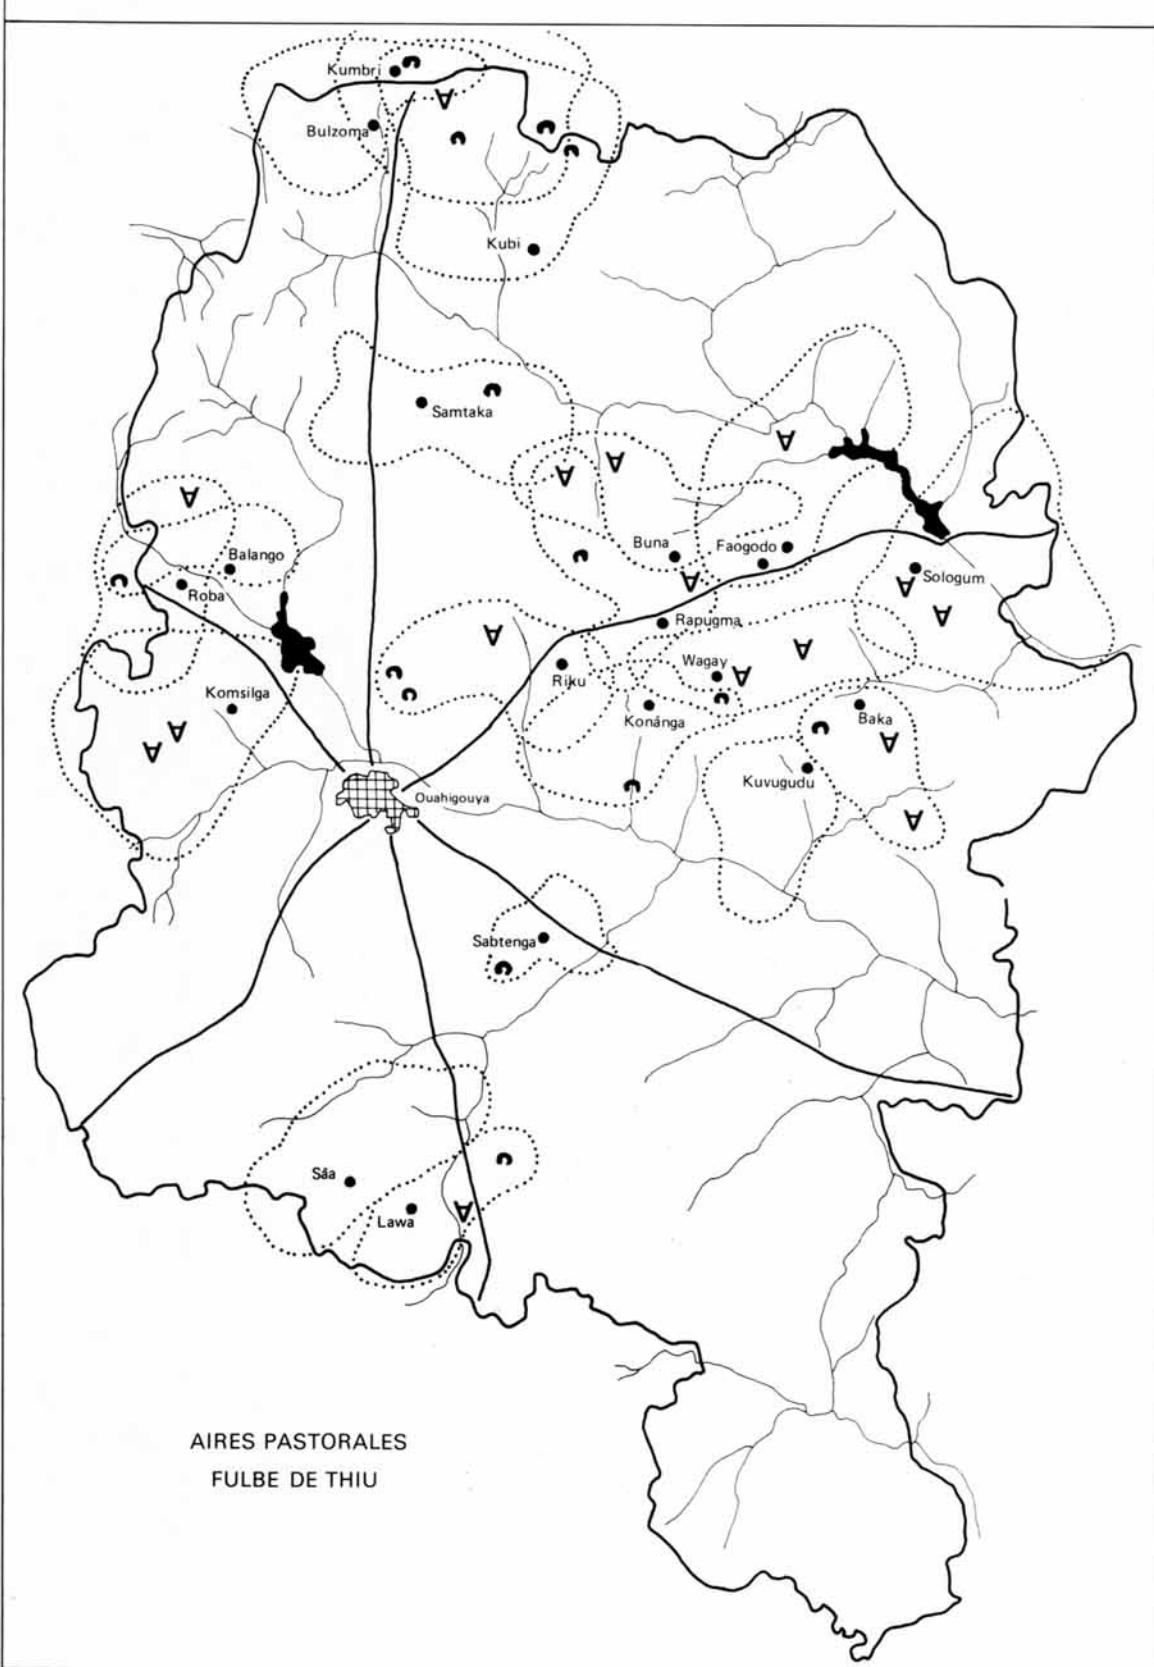 Kumbri
Bulzoma
Kubi
Samtaka
Buna
Faogodo
Balango
Sologum
Roba
Rapugma
Wagay
Riku
Komsilga
Konánga
Baka
Kuvugudu
Ouahigouya
Sabtenga
Sâa
Lawa
AIRES PASTORALES
FULBE DE THIU